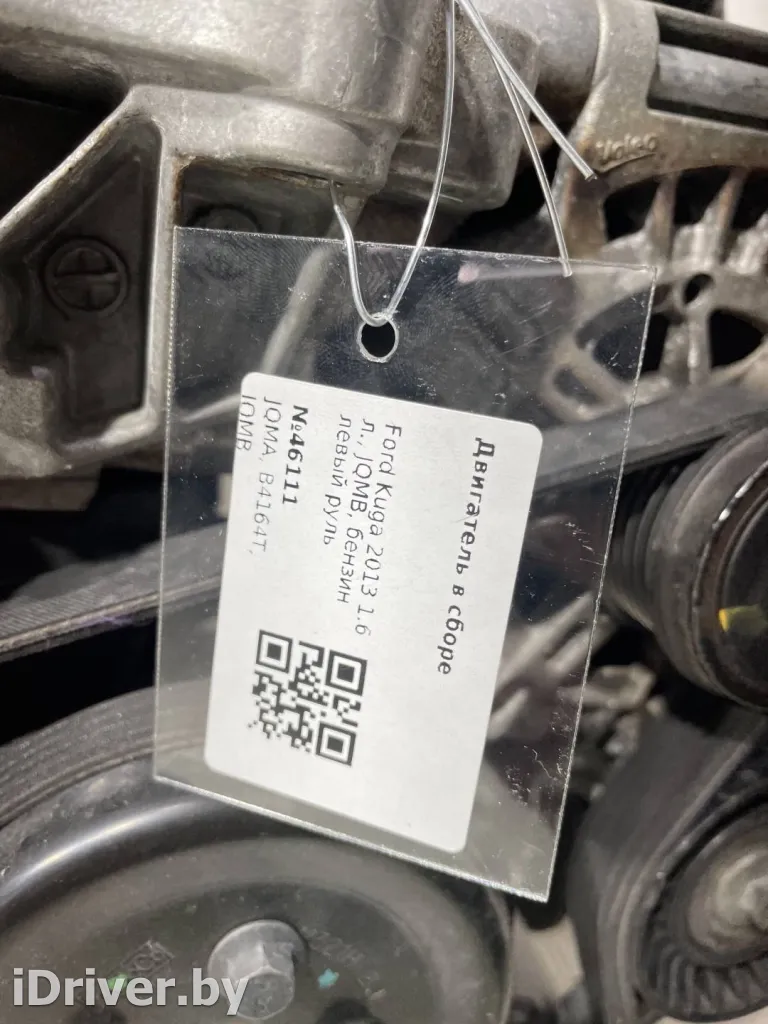 Valeo
Двигатель в сборе
Ford Kuga 2013 1.6
л., JQMB, бензин
левый руль
№46111
JQMA, B4164T,
JQMB
iDriver.by